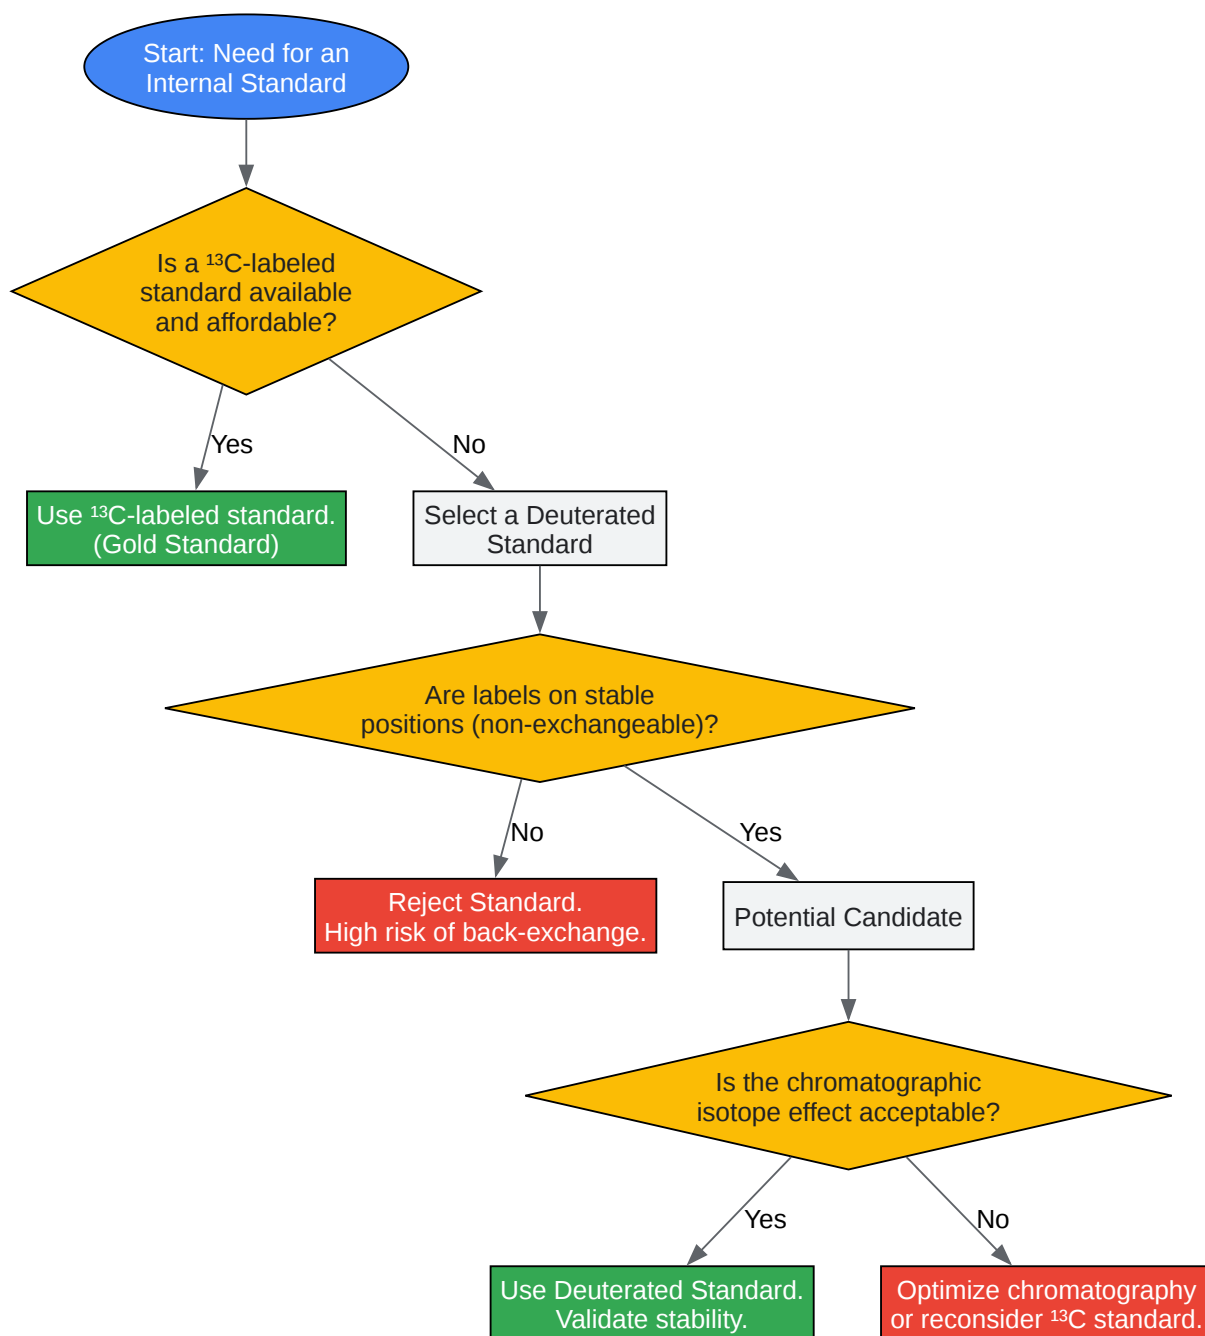 Start: Need for an
Internal Standard
Is a ¹³C-labeled
standard available
and affordable?
Yes
No
Use ¹³C-labeled standard.
(Gold Standard)
Select a Deuterated
Standard
Are labels on stable
positions (non-exchangeable)?
No
Yes
Reject Standard.
High risk of back-exchange.
Potential Candidate
Is the chromatographic
isotope effect acceptable?
Yes
No
Use Deuterated Standard.
Validate stability.
Optimize chromatography
or reconsider ¹³C standard.